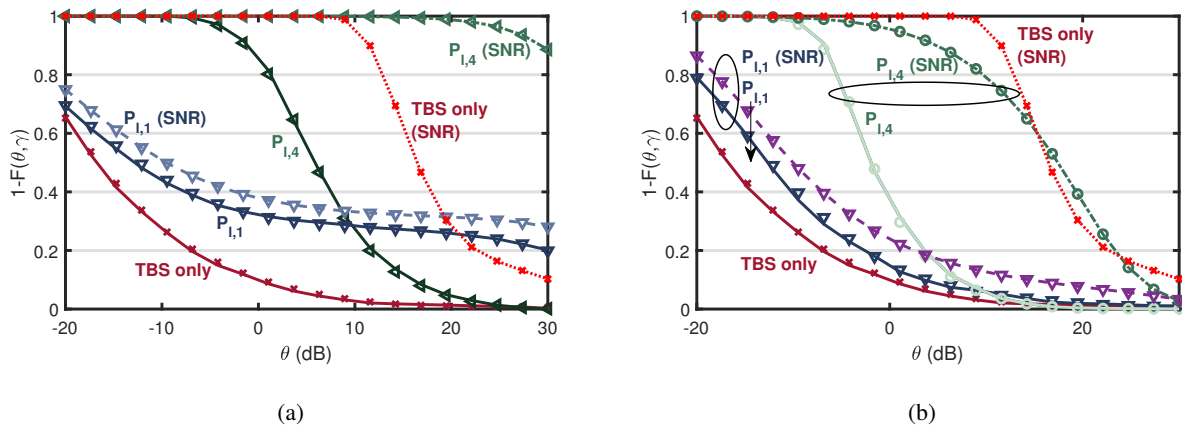 1
0.8
0.6
0.4
0.2
0
1-F(θ,γ)
P_{I,4} (SNR)
TBS only
(SNR)
P_{I,1} (SNR)
P_{I,4}
P_{I,1}
TBS only
-20
-10
0
10
20
30
θ (dB)
(a)
1
0.8
0.6
0.4
0.2
0
1-F(θ,γ)
TBS only
(SNR)
P_{I,1} (SNR)
P_{I,4} (SNR)
P_{I,1}
P_{I,4}
TBS only
-20
0
20
θ (dB)
(b)